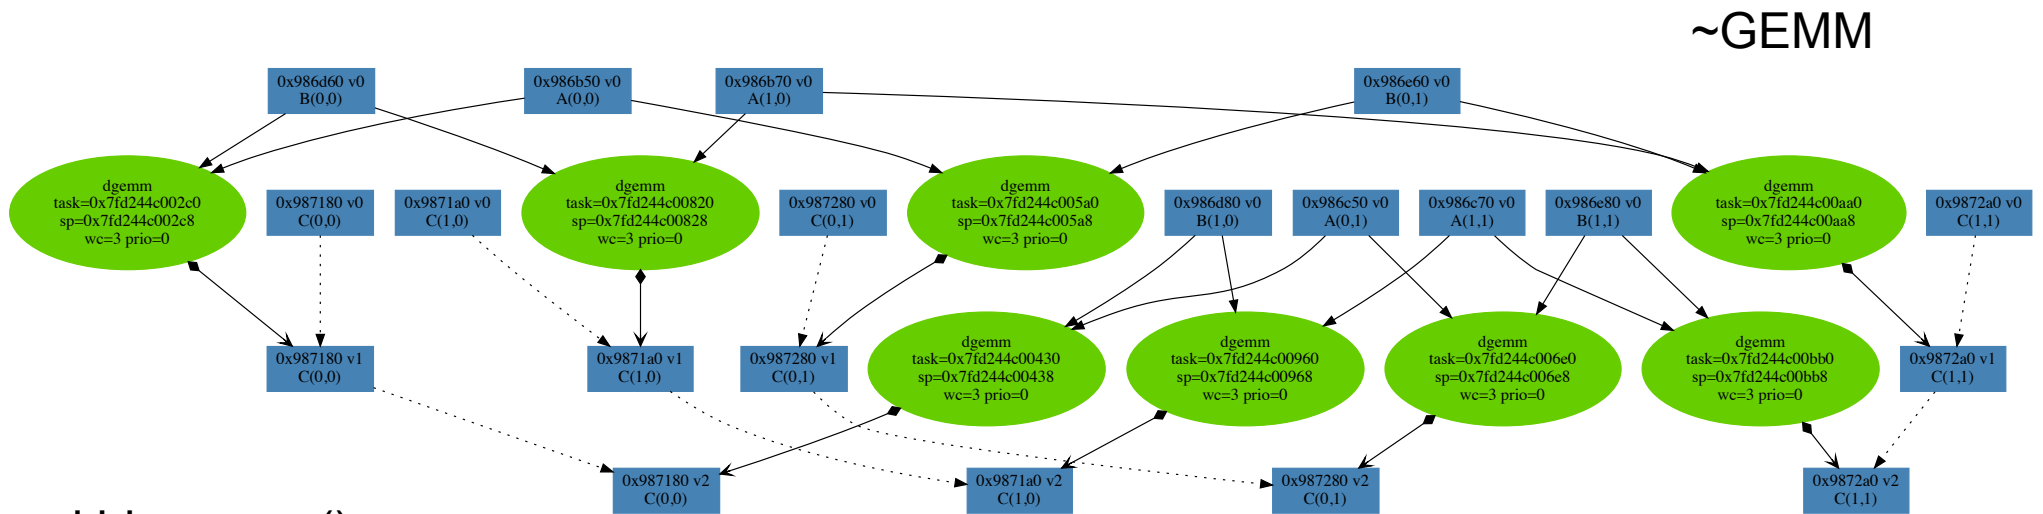 ~GEMM
0x986d60 v0
B(0,0)
0x986b50 v0
A(0,0)
0x986b70 v0
A(1,0)
0x986e60 v0
B(0,1)
dgemm
task=0x7fd244c002c0
sp=0x7fd244c002c8
wc=3 prio=0
0x987180 v0
C(0,0)
0x9871a0 v0
C(1,0)
dgemm
task=0x7fd244c00820
sp=0x7fd244c00828
wc=3 prio=0
0x987280 v0
C(0,1)
dgemm
task=0x7fd244c005a0
sp=0x7fd244c005a8
wc=3 prio=0
0x986d80 v0
B(1,0)
0x986c50 v0
A(0,1)
0x986c70 v0
A(1,1)
0x986e80 v0
B(1,1)
dgemm
task=0x7fd244c00aa0
sp=0x7fd244c00aa8
wc=3 prio=0
0x9872a0 v0
C(1,1)
0x987180 v1
C(0,0)
0x9871a0 v1
C(1,0)
0x987280 v1
C(0,1)
dgemm
task=0x7fd244c00430
sp=0x7fd244c00438
wc=3 prio=0
dgemm
task=0x7fd244c00960
sp=0x7fd244c00968
wc=3 prio=0
dgemm
task=0x7fd244c006e0
sp=0x7fd244c006e8
wc=3 prio=0
dgemm
task=0x7fd244c00bb0
sp=0x7fd244c00bb8
wc=3 prio=0
0x9872a0 v1
C(1,1)
0x987180 v2
C(0,0)
0x9871a0 v2
C(1,0)
0x987280 v2
C(0,1)
0x9872a0 v2
C(1,1)